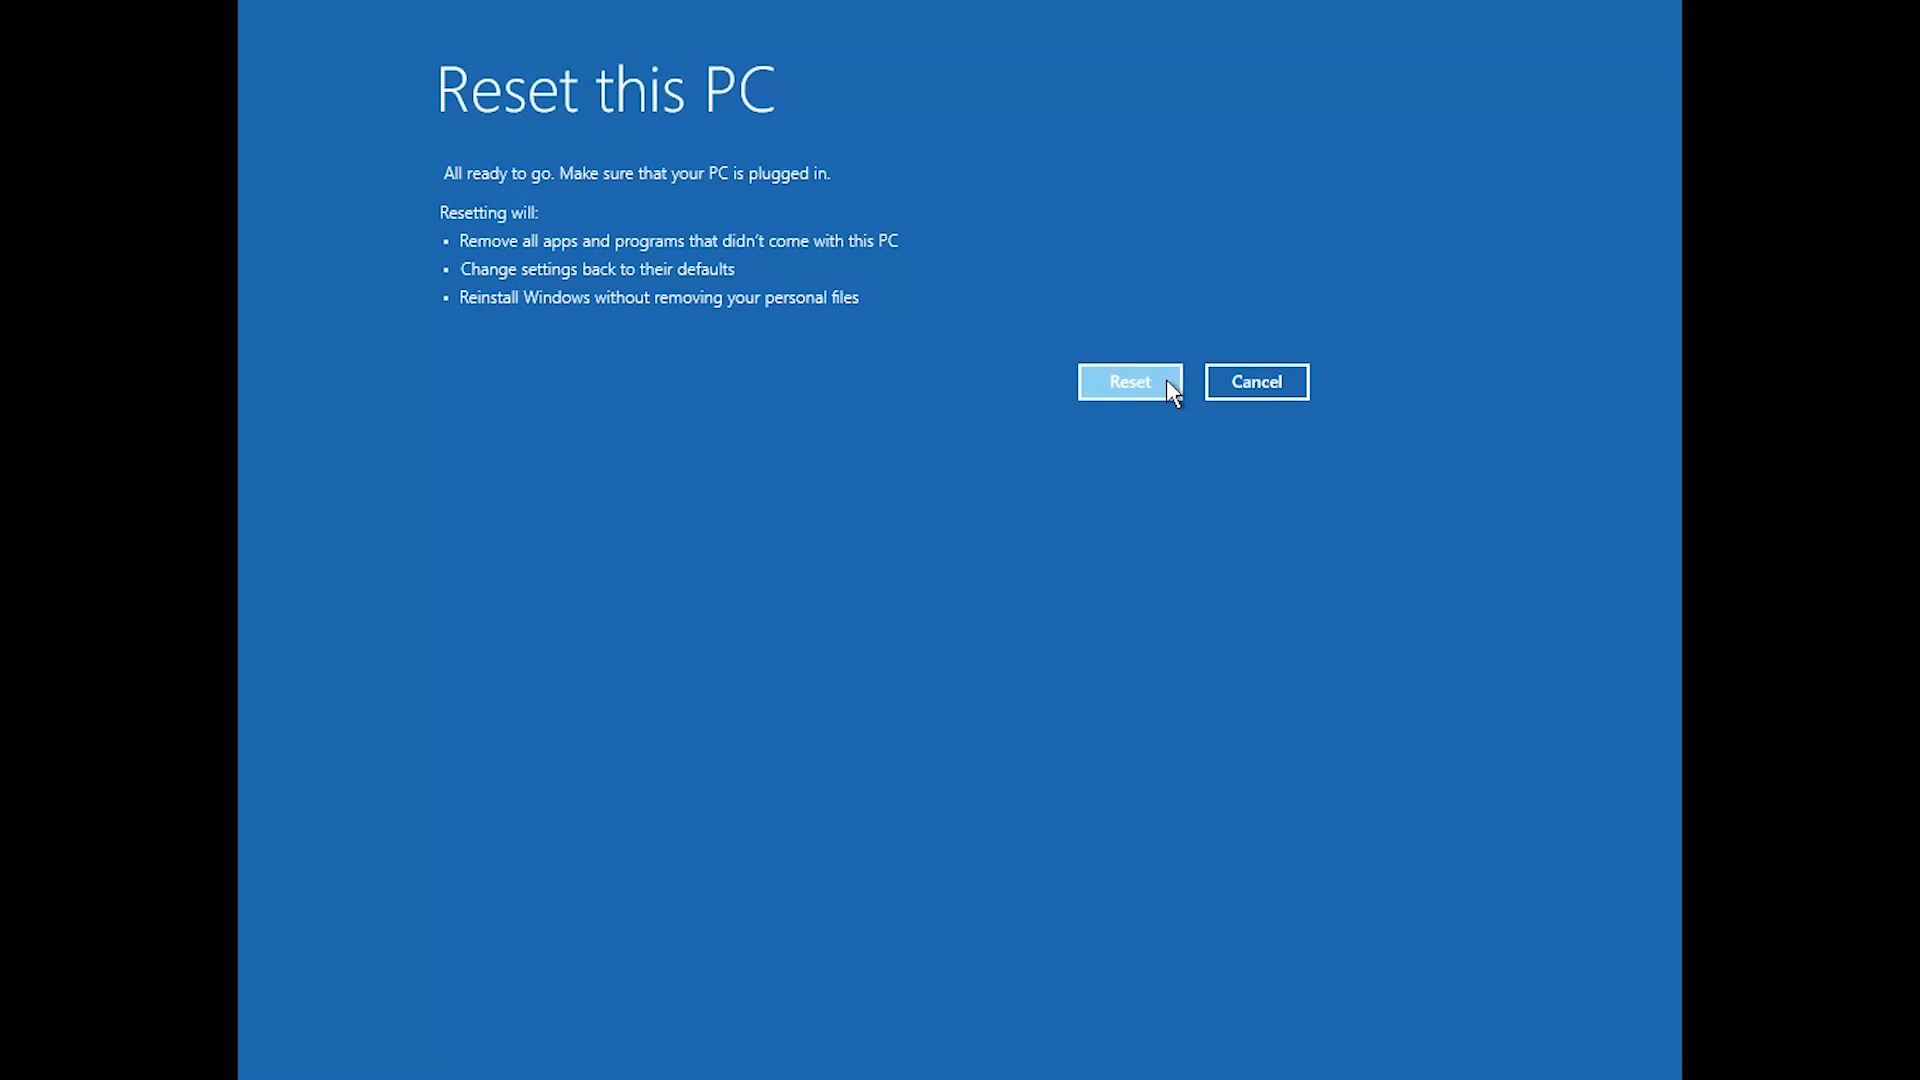 Reset this PC
All ready to go. Make sure that your PC is plugged in.
Resetting will:
▪ Remove all apps and programs that didn't come with this PC
▪ Change settings back to their defaults
▪ Reinstall Windows without removing your personal files
Reset Cancel